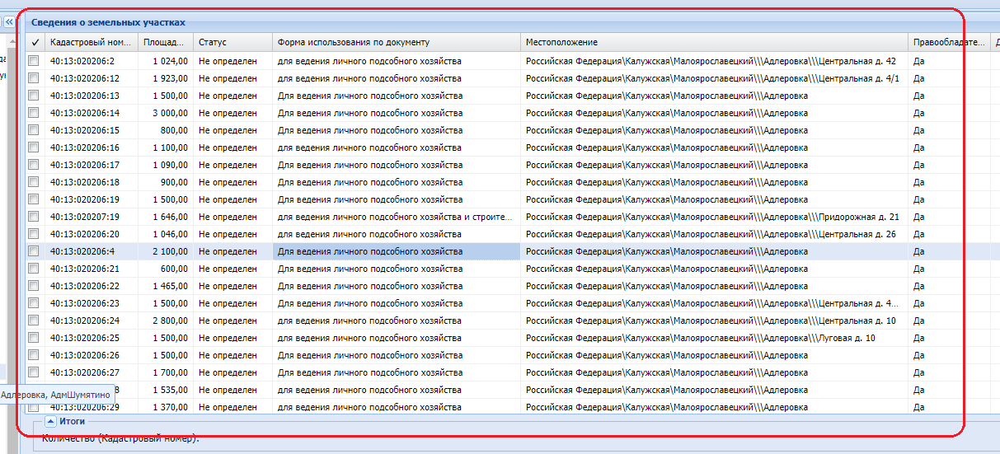 Сведения о земельных участках
Кадастровый ном... Площад... Статус Форма использования по документу Местоположение Правообладате...
40:13:020206:2 1 024,00 Не определен для ведения личного подсобного хозяйства Российская Федерация\Калужская\Малоярославецкий\\\Адлеровка\\\Центральная д. 42 Да
40:13:020206:12 1 923,00 Не определен для ведения личного подсобного хозяйства Российская Федерация\Калужская\Малоярославецкий\\\Адлеровка\\\Центральная д. 4/1 Да
40:13:020206:13 1 500,00 Не определен Для ведения личного подсобного хозяйства Российская Федерация\Калужская\Малоярославецкий\\\Адлеровка Да
40:13:020206:14 3 000,00 Не определен Для ведения личного подсобного хозяйства Российская Федерация\Калужская\Малоярославецкий\\\Адлеровка Да
40:13:020206:15 800,00 Не определен Для ведения личного подсобного хозяйства Российская Федерация\Калужская\Малоярославецкий\\\Адлеровка Да
40:13:020206:16 1 100,00 Не определен Для ведения личного подсобного хозяйства Российская Федерация\Калужская\Малоярославецкий\\\Адлеровка Да
40:13:020206:17 1 090,00 Не определен Для ведения личного подсобного хозяйства Российская Федерация\Калужская\Малоярославецкий\\\Адлеровка Да
40:13:020206:18 900,00 Не определен Для ведения личного подсобного хозяйства Российская Федерация\Калужская\Малоярославецкий\\\Адлеровка Да
40:13:020206:19 1 500,00 Не определен Для ведения личного подсобного хозяйства Российская Федерация\Калужская\Малоярославецкий\\\Адлеровка Да
40:13:020207:19 1 646,00 Не определен для ведения личного подсобного хозяйства и строите... Российская Федерация\Калужская\Малоярославецкий\\\Адлеровка\\\Придорожная д. 21 Да
40:13:020206:20 1 046,00 Не определен для ведения личного подсобного хозяйства Российская Федерация\Калужская\Малоярославецкий\\\Адлеровка\\\Центральная д. 26 Да
40:13:020206:4 2 100,00 Не определен Для ведения личного подсобного хозяйства Российская Федерация\Калужская\Малоярославецкий\\\Адлеровка Да
40:13:020206:21 600,00 Не определен Для ведения личного подсобного хозяйства Российская Федерация\Калужская\Малоярославецкий\\\Адлеровка Да
40:13:020206:22 1 465,00 Не определен Для ведения личного подсобного хозяйства Российская Федерация\Калужская\Малоярославецкий\\\Адлеровка Да
40:13:020206:23 1 500,00 Не определен для ведения личного подсобного хозяйства Российская Федерация\Калужская\Малоярославецкий\\\Адлеровка\\\Центральная д. 4... Да
40:13:020206:24 2 800,00 Не определен для ведения личного подсобного хозяйства Российская Федерация\Калужская\Малоярославецкий\\\Адлеровка\\\Центральная д. 10 Да
40:13:020206:25 1 500,00 Не определен для ведения личного подсобного хозяйства Российская Федерация\Калужская\Малоярославецкий\\\Адлеровка\\\Луговая д. 10 Да
40:13:020206:26 1 500,00 Не определен для ведения личного подсобного хозяйства Российская Федерация\Калужская\Малоярославецкий\\\Адлеровка Да
40:13:020206:27 1 700,00 Не определен для ведения личного подсобного хозяйства Российская Федерация\Калужская\Малоярославецкий\\\Адлеровка Да
8 1 535,00 Не определен для ведения личного подсобного хозяйства Российская Федерация\Калужская\Малоярославецкий\\\Адлеровка Да
Адлеровка, АдмШумятино
40:13:020206:29 1 370,00 Не определен для ведения личного подсобного хозяйства Российская Федерация\Калужская\Малоярославецкий\\\Адлеровка Да
Итоги
Количество (Кадастровый номер):